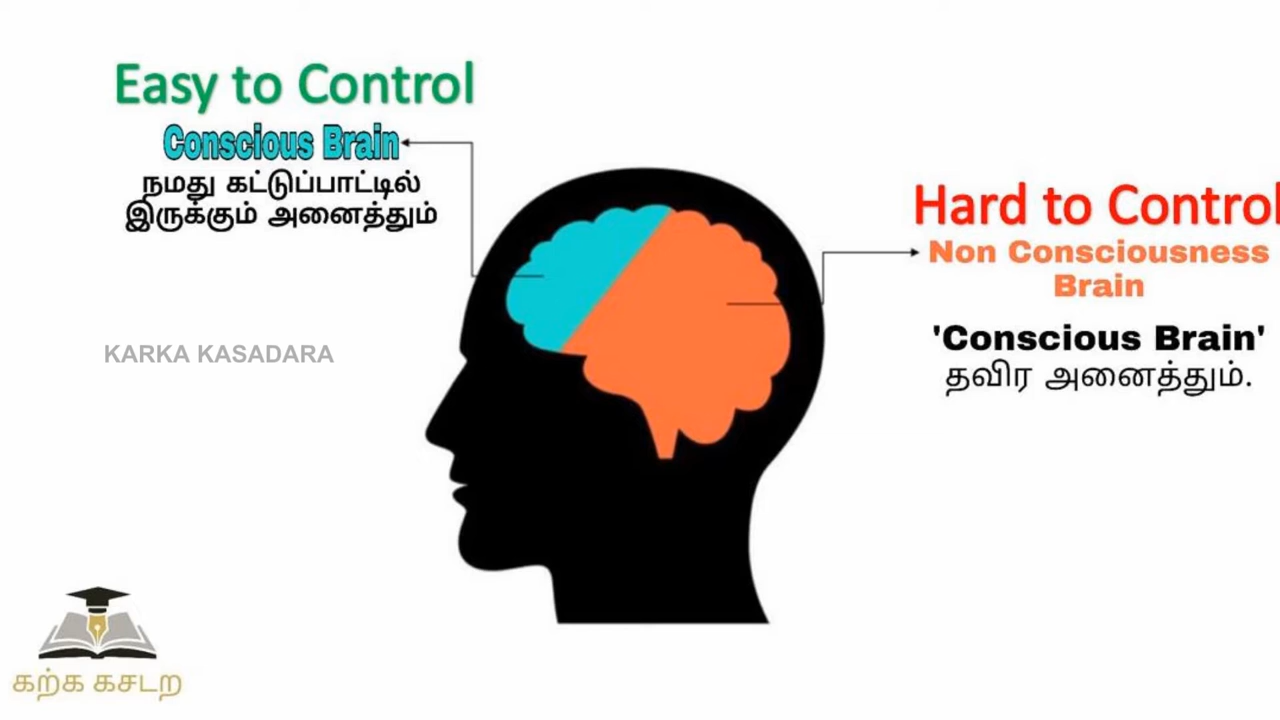 Easy to Control
Conscious Brain
நமது கட்டுப்பாட்டில்
இருக்கும் அனைத்தும்
Hard to Control
Non Consciousness
Brain
'Conscious Brain'
தவிர அனைத்தும்.
KARKA KASADARA
கற்க கசடற